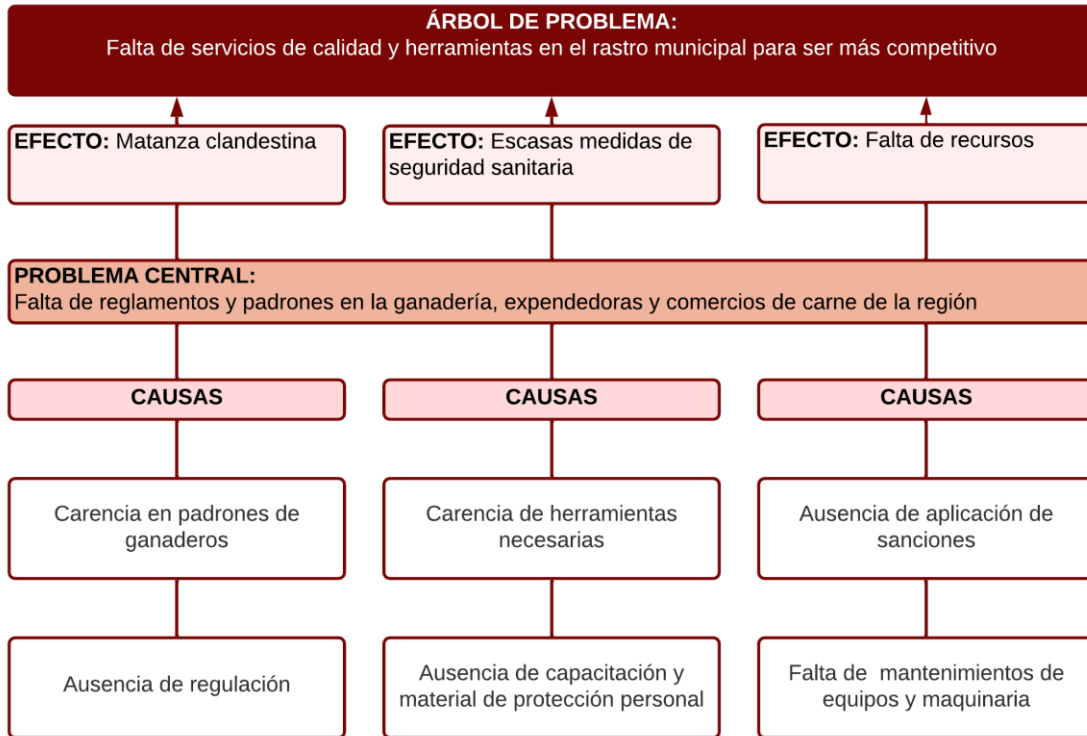 ÁRBOL DE PROBLEMA:
Falta de servicios de calidad y herramientas en el rastro municipal para ser más competitivo
EFECTO: Matanza clandestina
EFECTO: Escasas medidas de
seguridad sanitaria
EFECTO: Falta de recursos
PROBLEMA CENTRAL:
Falta de reglamentos y padrones en la ganadería, expendedoras y comercios de carne de la región
CAUSAS
CAUSAS
CAUSAS
Carencia en padrones de
ganaderos
Carencia de herramientas
necesarias
Ausencia de aplicación de
sanciones
Ausencia de regulación
Ausencia de capacitación y
material de protección personal
Falta de  mantenimientos de
equipos y maquinaria